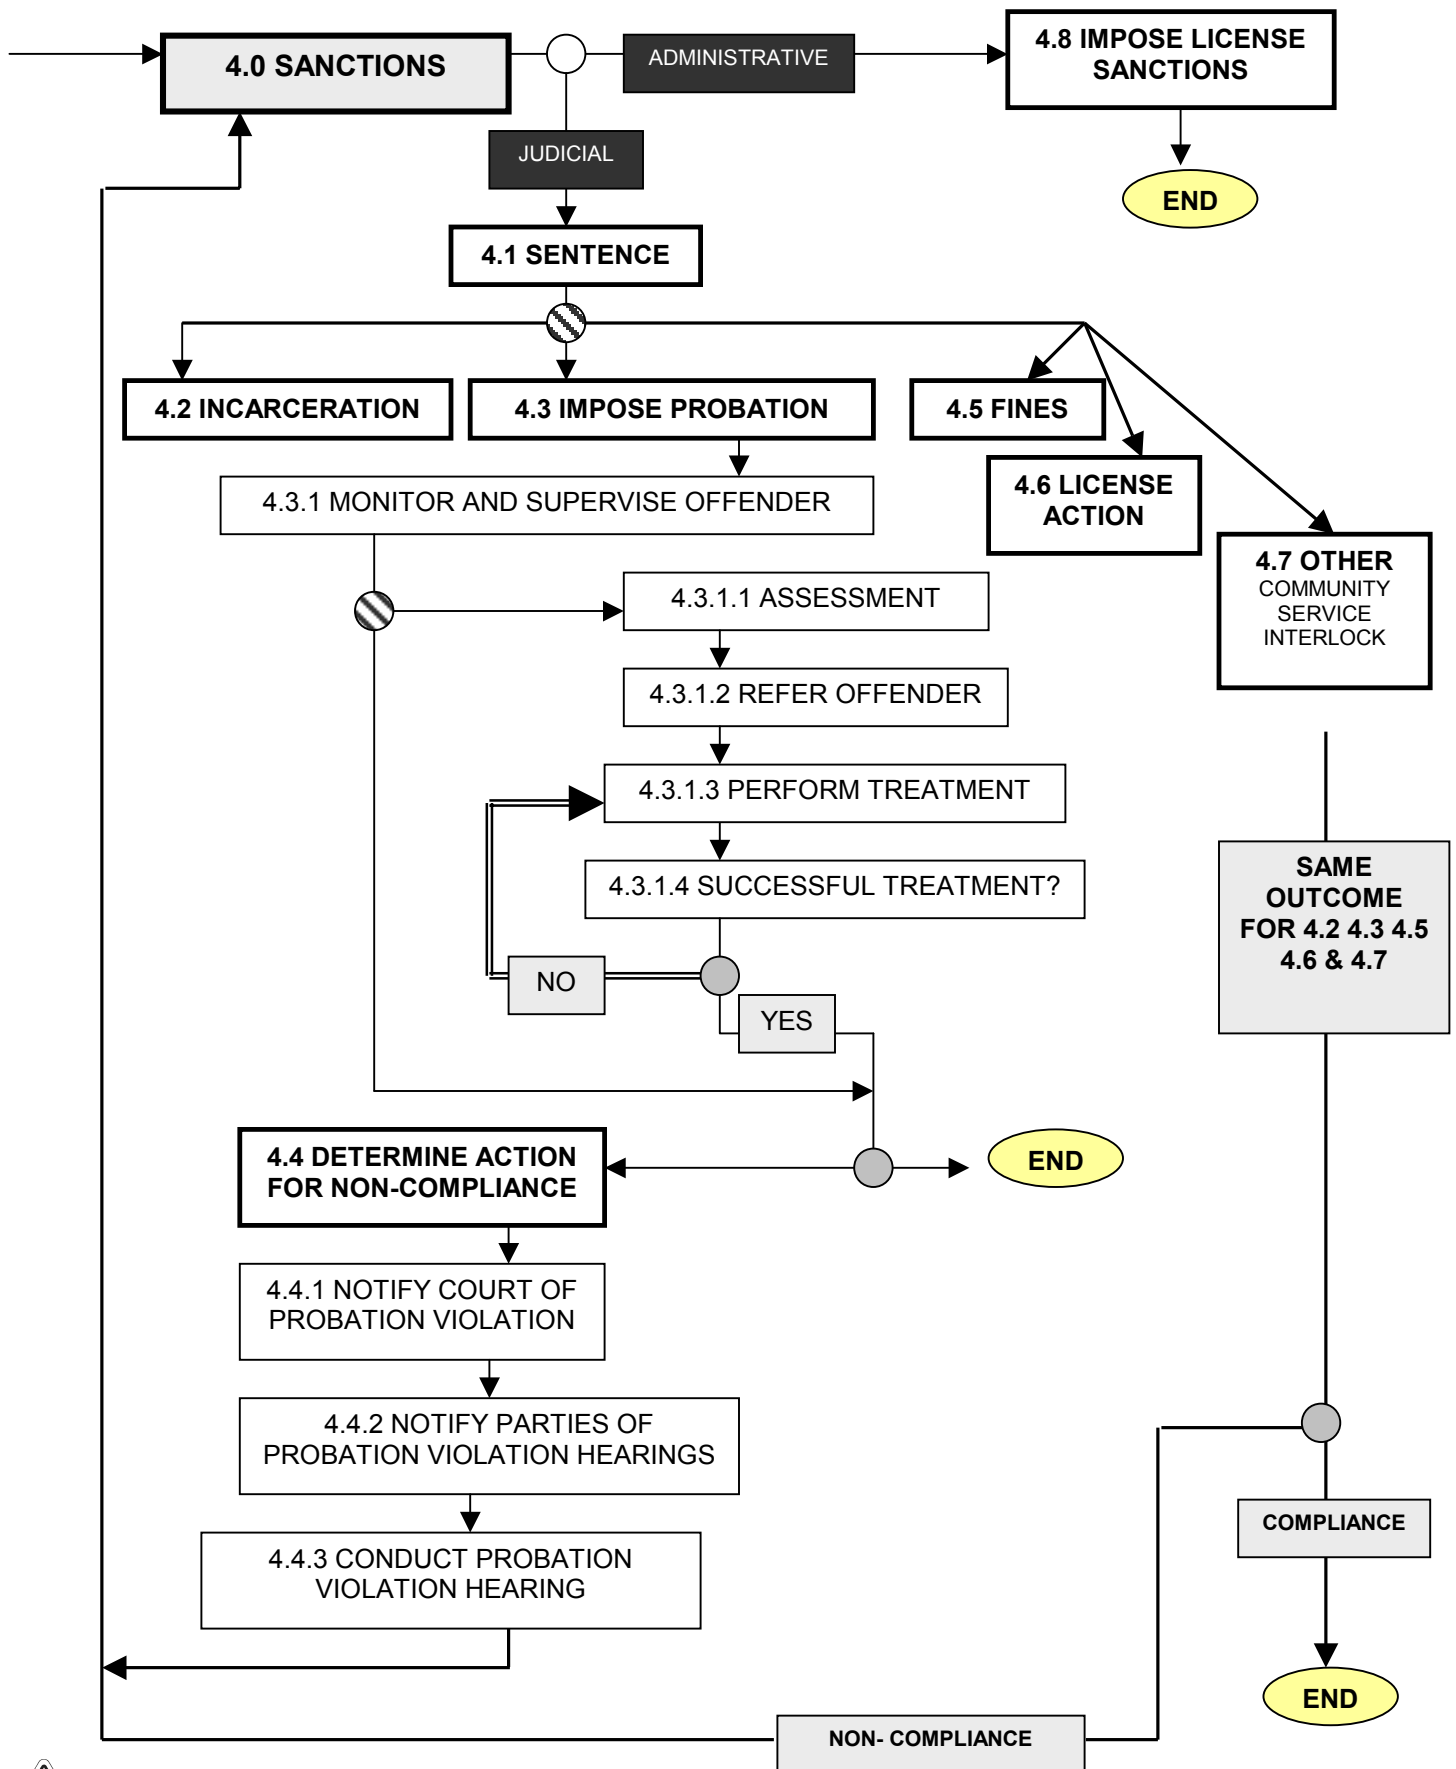 4.0 SANCTIONS
ADMINISTRATIVE
4.8 IMPOSE LICENSE
SANCTIONS
JUDICIAL
END
4.1 SENTENCE
4.2 INCARCERATION
4.3 IMPOSE PROBATION
4.5 FINES
4.6 LICENSE
ACTION
4.7 OTHER
COMMUNITY
SERVICE
INTERLOCK
4.3.1 MONITOR AND SUPERVISE OFFENDER
4.3.1.1 ASSESSMENT
4.3.1.2 REFER OFFENDER
4.3.1.3 PERFORM TREATMENT
4.3.1.4 SUCCESSFUL TREATMENT?
NO
YES
SAME
OUTCOME
FOR 4.2 4.3 4.5
4.6 & 4.7
4.4 DETERMINE ACTION
FOR NON-COMPLIANCE
END
4.4.1 NOTIFY COURT OF
PROBATION VIOLATION
4.4.2 NOTIFY PARTIES OF
PROBATION VIOLATION HEARINGS
4.4.3 CONDUCT PROBATION
VIOLATION HEARING
COMPLIANCE
END
NON- COMPLIANCE